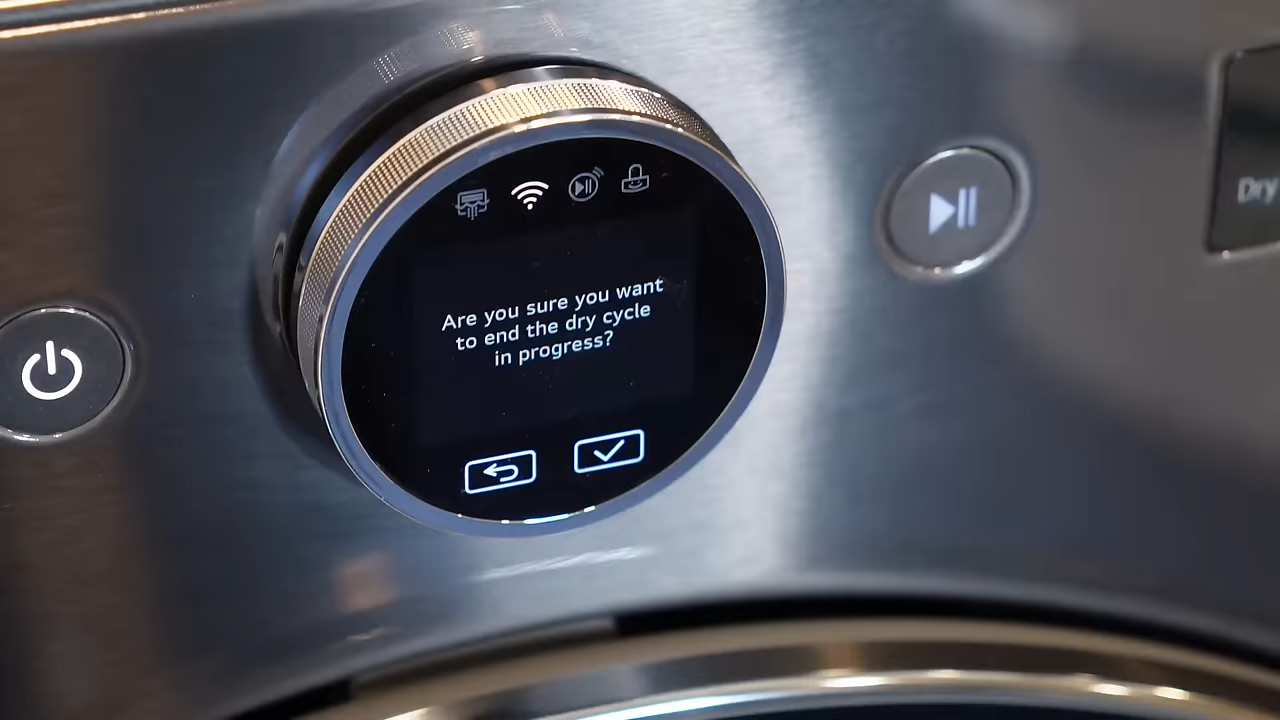 Are you sure you want
to end the dry cycle
in progress?
Dry